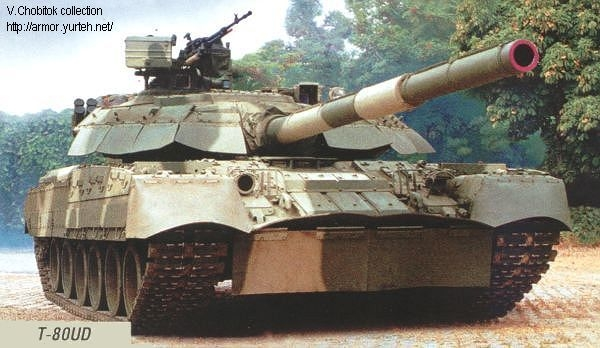 V.Chobitok collection
http://armor.yurteh.net/
T-80UD